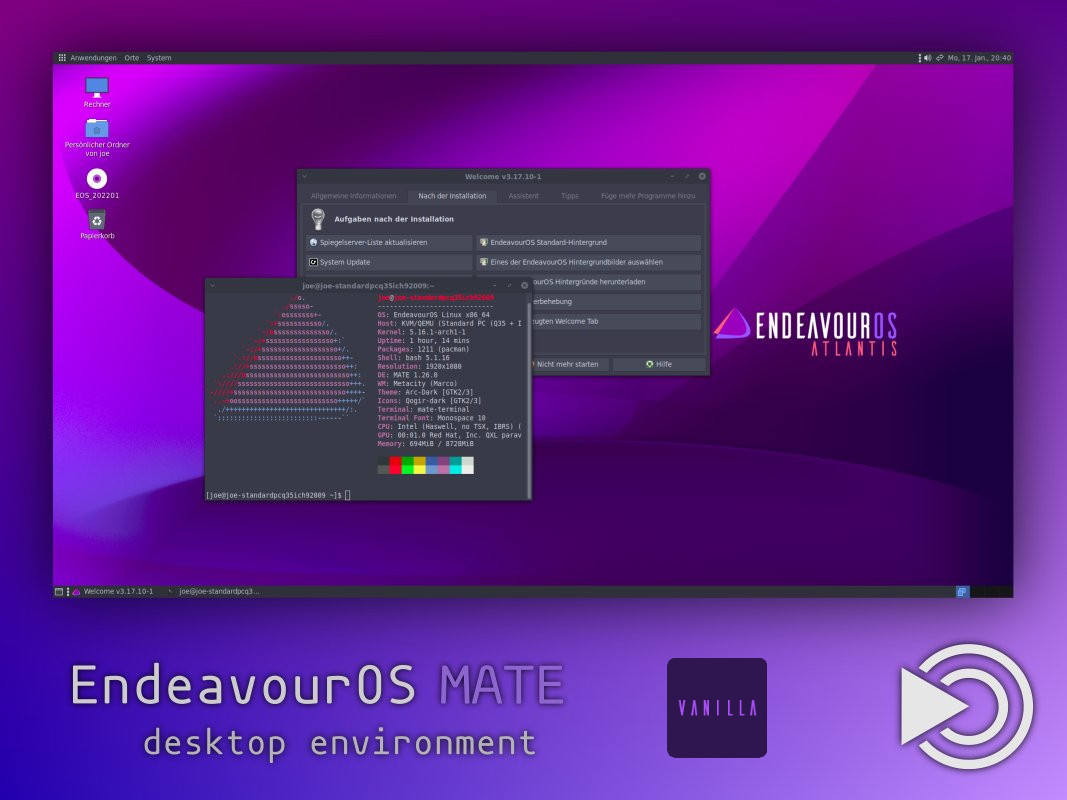 Anwendungen Orte System
Mo, 17. Jan., 20:40
Rechner
Persönlicher Ordner
von joe
EOS_202201
Papierkorb
Welcome v3.17.10-1
Allgemeine Informationen Nach der Installation Assistent Tipps Füge mehr Programme hinzu
Aufgaben nach der Installation
Spiegelserver-Liste aktualisieren EndeavourOS Standard-Hintergrund
System Update Eines der EndeavourOS Hintergrundbilder auswählen
ourOS Hintergründe herunterladen
erbehebung
zugten Welcome Tab
Nicht mehr starten Hilfe
joe@joe-standardpcq35ich92009:~
joe@joe-standardpcq35ich92009
-----------------------------
OS: EndeavourOS Linux x86_64
Host: KVM/QEMU (Standard PC (Q35 + I
Kernel: 5.16.1-arch1-1
Uptime: 1 hour, 14 mins
Packages: 1211 (pacman)
Shell: bash 5.1.16
Resolution: 1920x1080
DE: MATE 1.26.0
WM: Metacity (Marco)
Theme: Arc-Dark [GTK2/3]
Icons: Qogir-dark [GTK2/3]
Terminal: mate-terminal
Terminal Font: Monospace 10
CPU: Intel (Haswell, no TSX, IBRS) (
GPU: 00:01.0 Red Hat, Inc. QXL parav
Memory: 694MiB / 8728MiB
[joe@joe-standardpcq35ich92009 ~]$
ENDEAVOUROS
ATLANTIS
Welcome v3.17.10-1 joe@joe-standardpcq3...
EndeavourOS MATE
desktop environment
VANILLA